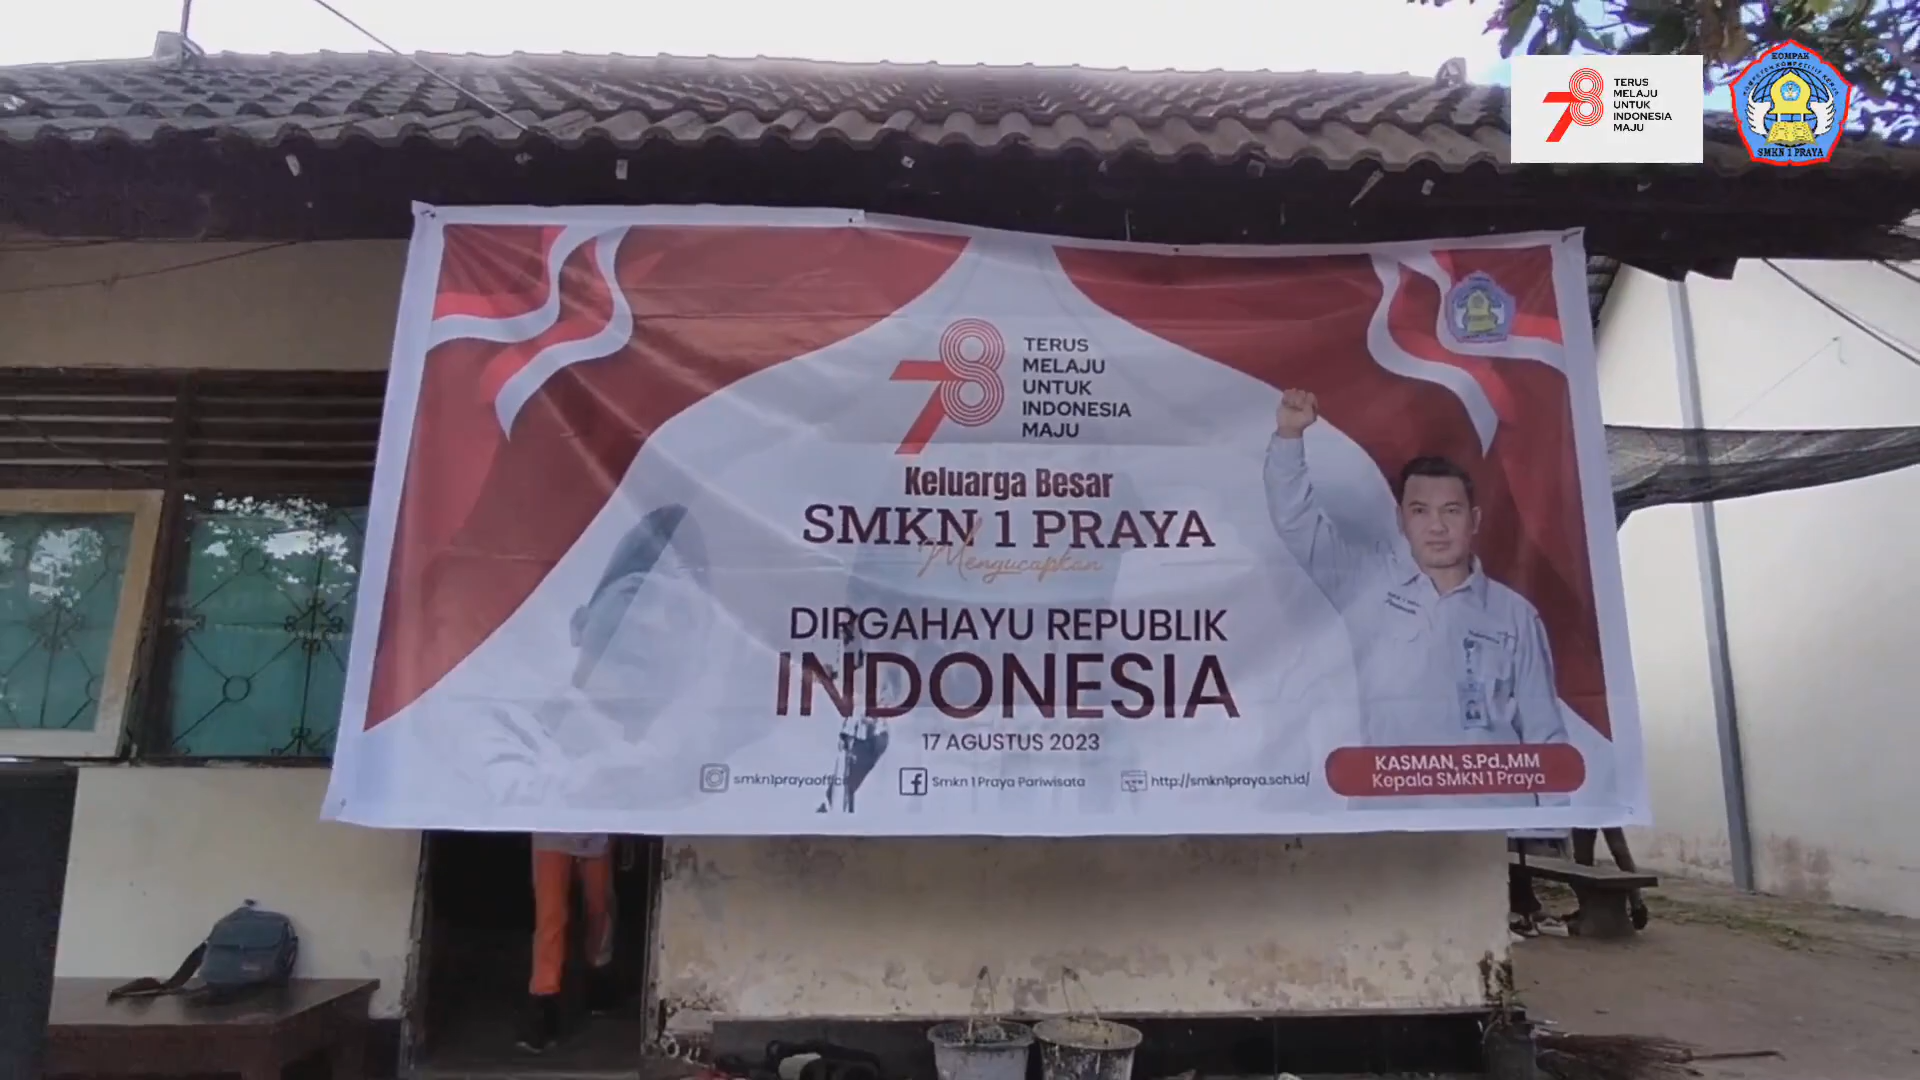 TERUS
MELAJU
UNTUK
INDONESIA
MAJU
KOMPAK
SMKN 1 PRAYA
78
TERUS
MELAJU
UNTUK
INDONESIA
MAJU
Keluarga Besar
SMKN 1 PRAYA
Mengucapkan
DIRGAHAYU REPUBLIK
INDONESIA
17 AGUSTUS 2023
Smkn 1 Praya Pariwisata
http://smkn1praya.sch.id/
KASMAN, S.Pd.,MM
Kepala SMKN 1 Praya